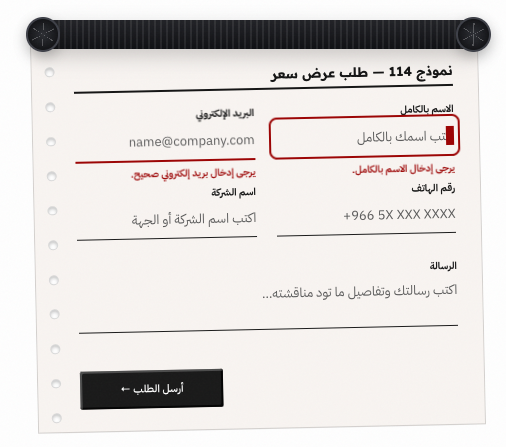 نموذج 114 — طلب عرض سعر
الاسم بالكامل
تب اسمك بالكامل
يرجى إدخال الاسم بالكامل.
البريد الإلكتروني
name@company.com
يرجى إدخال بريد إلكتروني صحيح.
رقم الهاتف
+966 5X XXX XXXX
اسم الشركة
اكتب اسم الشركة أو الجهة
الرسالة
اكتب رسالتك وتفاصيل ما تود مناقشته...
أرسل الطلب ←